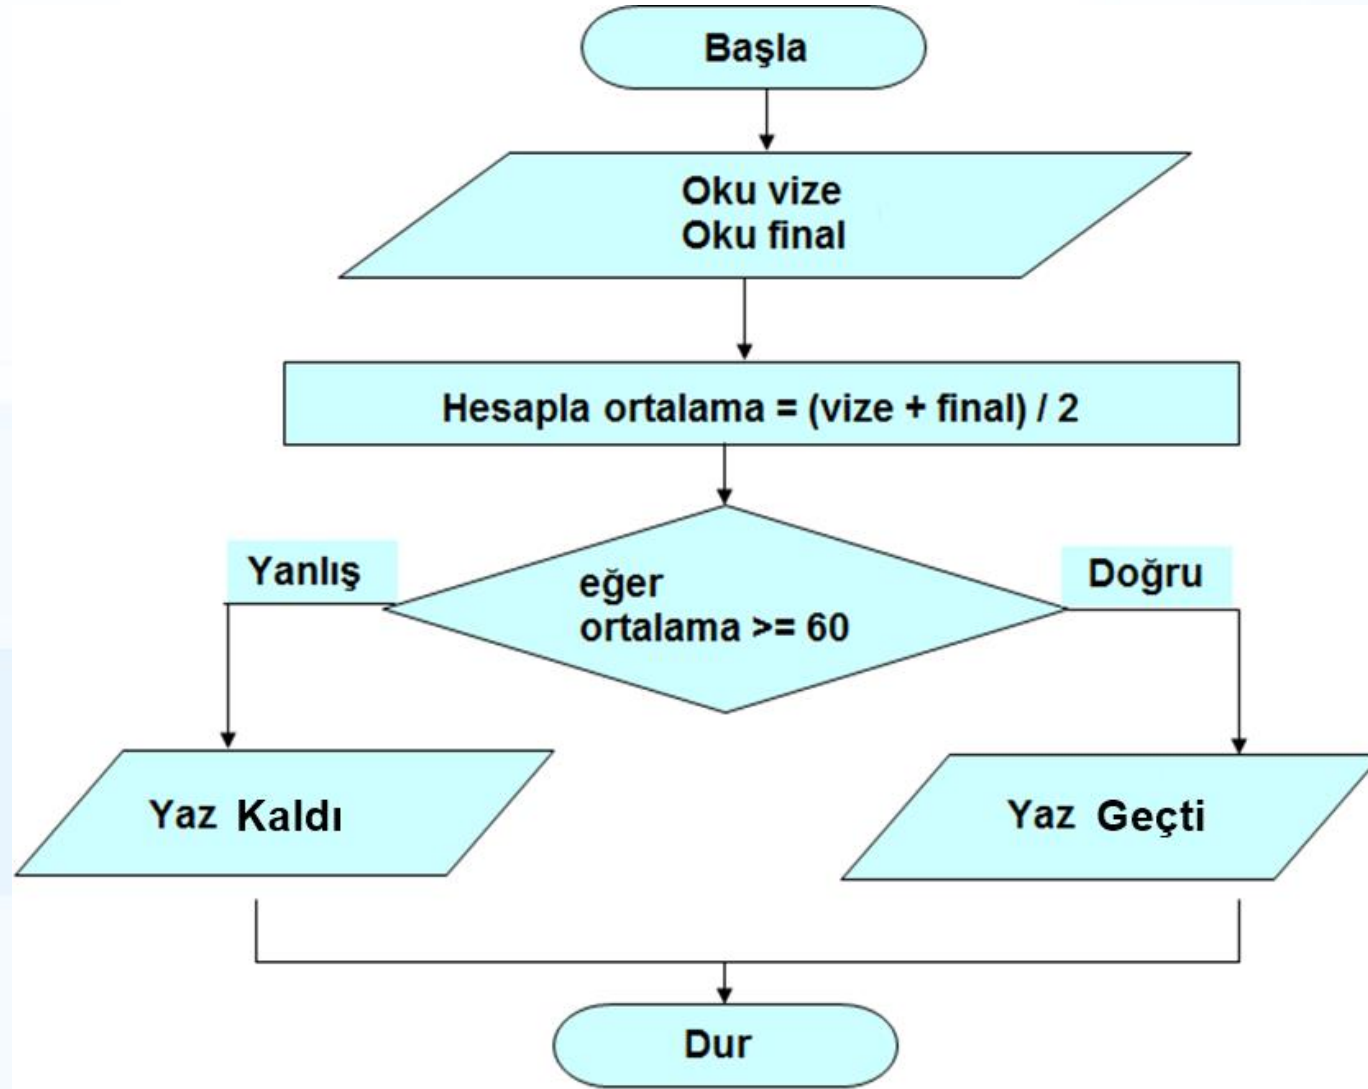 Başla
Oku vize
Oku final
Hesapla ortalama = (vize + final) / 2
eğer
ortalama >= 60
Yanlış
Doğru
Yaz Kaldı
Yaz Geçti
Dur